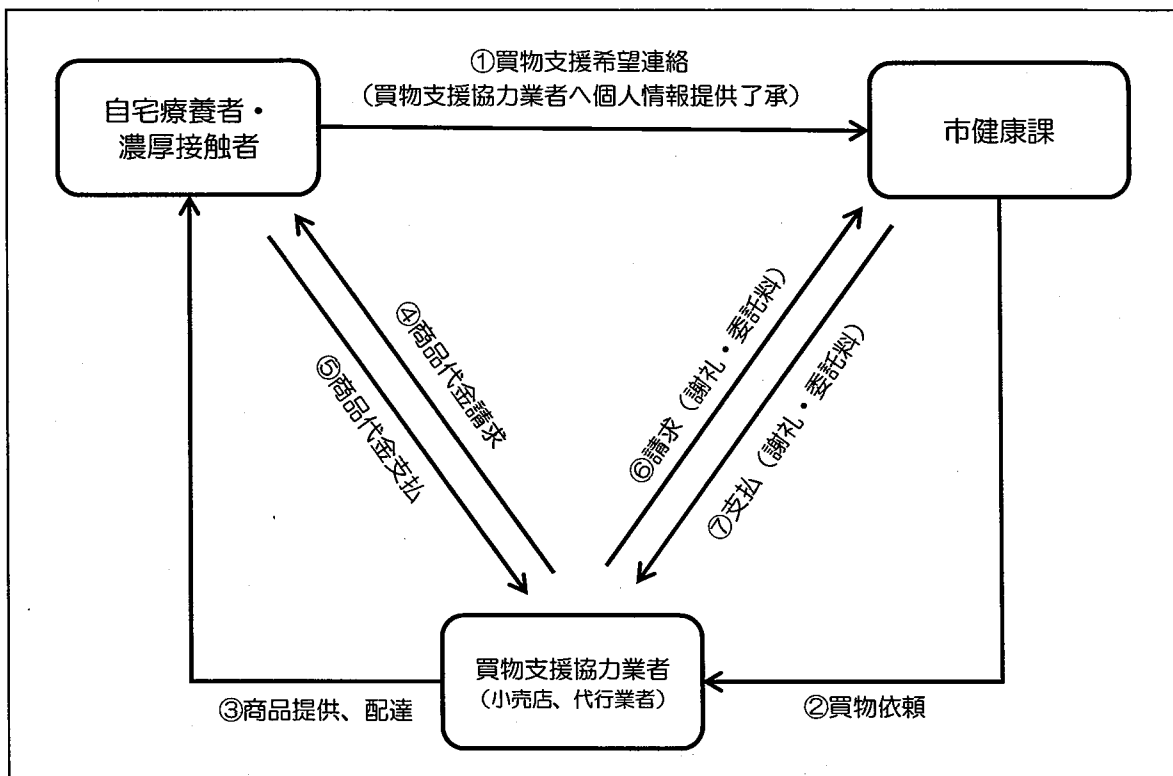 ①買物支援希望連絡
(買物支援協力業者へ個人情報提供了承)
自宅療養者・
濃厚接触者
市健康課
④商品代金請求
⑤商品代金支払
⑥請求（謝礼・委託料）
⑦支払（謝礼・委託料）
買物支援協力業者
(小売店、代行業者)
③商品提供、配達
②買物依頼